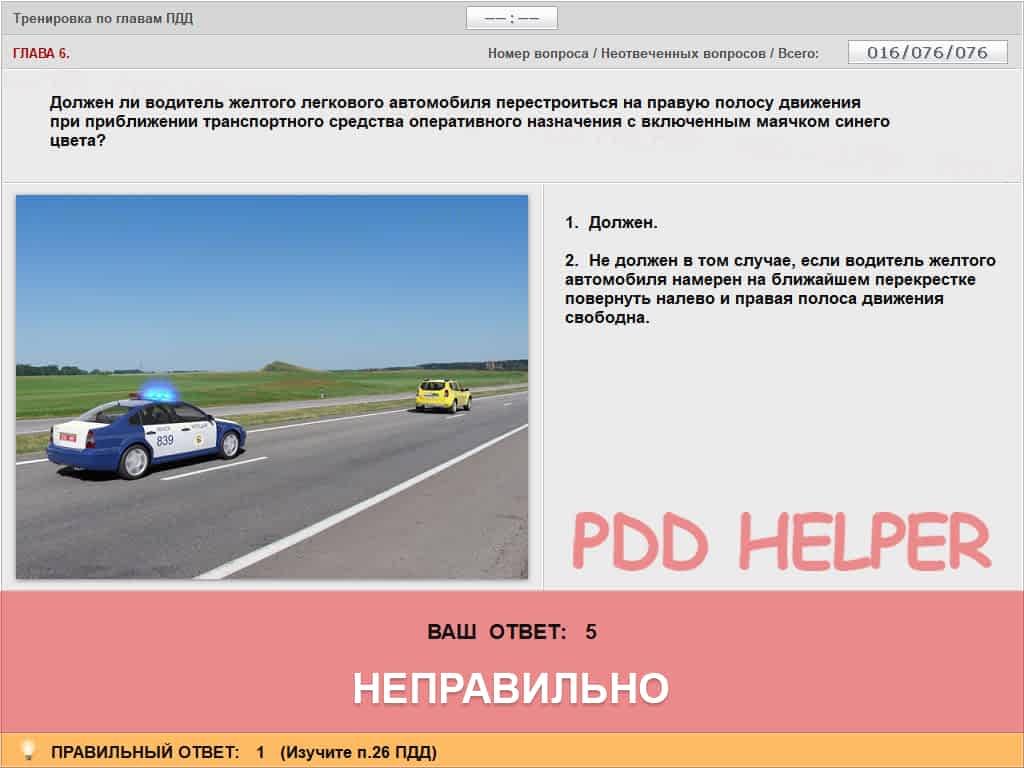 Тренировка по главам ПДД
—— : ——
ГЛАВА 6.
Номер вопроса / Неотвеченных вопросов / Всего:
016/076/076
Должен ли водитель желтого легкового автомобиля перестроиться на правую полосу движения
при приближении транспортного средства оперативного назначения с включенным маячком синего
цвета?
1. Должен.
2. Не должен в том случае, если водитель желтого
автомобиля намерен на ближайшем перекрестке
повернуть налево и правая полоса движения
свободна.
839
PDD HELPER
ВАШ ОТВЕТ: 5
НЕПРАВИЛЬНО
ПРАВИЛЬНЫЙ ОТВЕТ: 1 (Изучите п.26 ПДД)